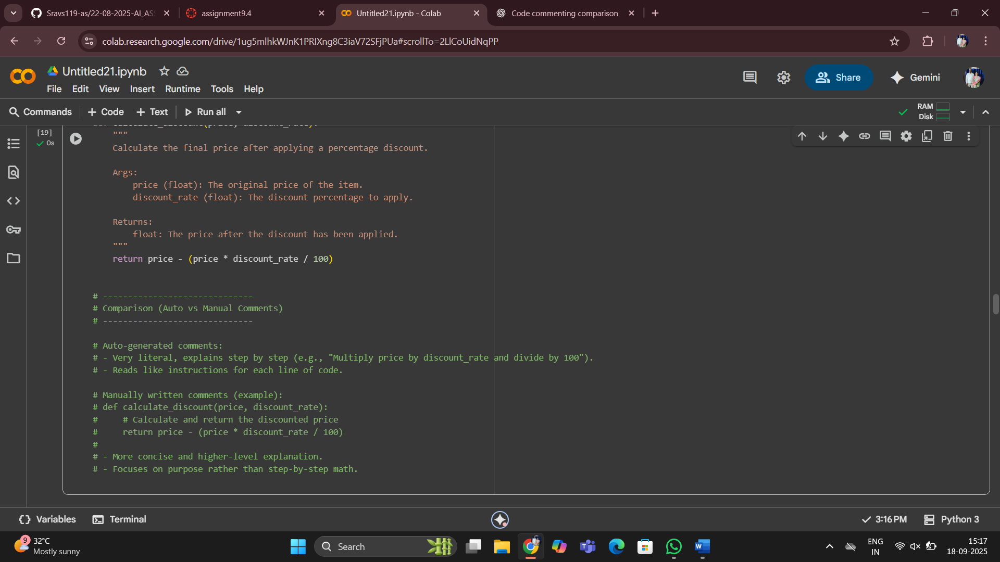 Sravs119-as/22-08-2025-AI_ASS
assignment9.4
Untitled21.ipynb - Colab
Code commenting comparison
colab.research.google.com/drive/1ug5mlhkWJnK1PRIXng8C3iaV72SFjPUa#scrollTo=2LlCoUidNqPP
Untitled21.ipynb
Share
Gemini
File Edit View Insert Runtime Tools Help
Commands + Code + Text Run all
RAM
Disk
[19]
0s
def calculate_discount(price, discount_rate):
"""
Calculate the final price after applying a percentage discount.
Args:
price (float): The original price of the item.
discount_rate (float): The discount percentage to apply.
Returns:
float: The price after the discount has been applied.
"""
return price - (price * discount_rate / 100)
# ------------------------------
# Comparison (Auto vs Manual Comments)
# ------------------------------
# Auto-generated comments:
# - Very literal, explains step by step (e.g., "Multiply price by discount_rate and divide by 100").
# - Reads like instructions for each line of code.
# Manually written comments (example):
# def calculate_discount(price, discount_rate):
#     # Calculate and return the discounted price
#     return price - (price * discount_rate / 100)
#
# - More concise and higher-level explanation.
# - Focuses on purpose rather than step-by-step math.
{} Variables
Terminal
3:16 PM
Python 3
9
32°C
Mostly sunny
Search
ENG
IN
15:17
18-09-2025